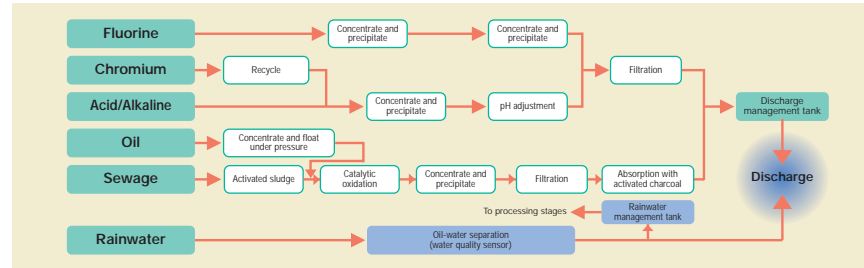 Fluorine
Concentrate and
precipitate
Concentrate and
precipitate
Chromium
Recycle
Filtration
Acid/Alkaline
Concentrate and
precipitate
pH adjustment
Discharge
management tank
Oil
Concentrate and float
under pressure
Sewage
Activated sludge
Catalytic
oxidation
Concentrate and
precipitate
Filtration
Absorption with
activated charcoal
Discharge
To processing stages
Rainwater
management tank
Rainwater
Oil-water separation
(water quality sensor)